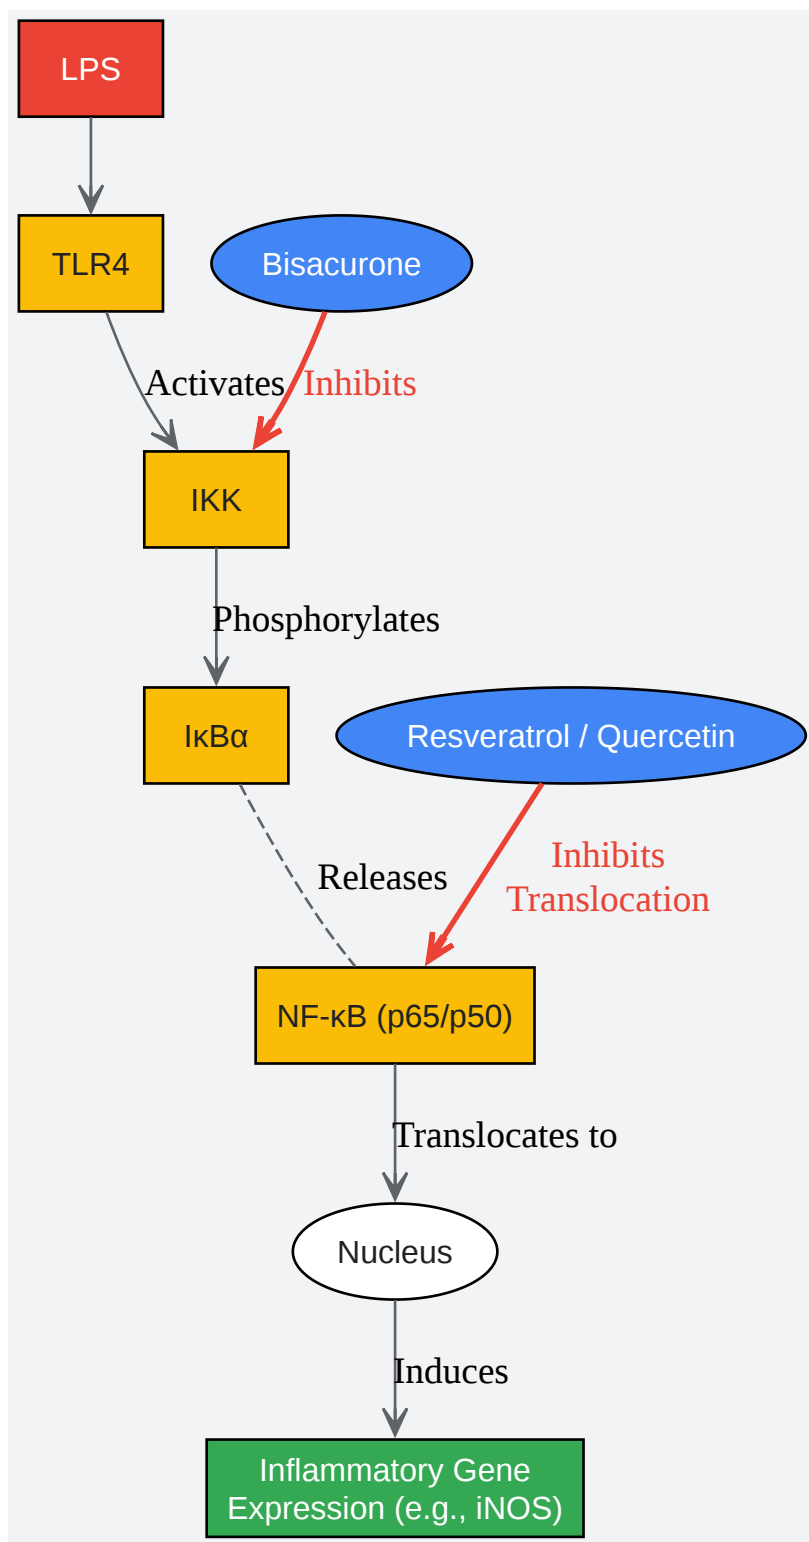 LPS
TLR4
Bisacurone
Activates
Inhibits
IKK
Phosphorylates
IκBα
Resveratrol / Quercetin
Releases
Inhibits
Translocation
NF-κB (p65/p50)
Translocates to
Nucleus
Induces
Inflammatory Gene
Expression (e.g., iNOS)